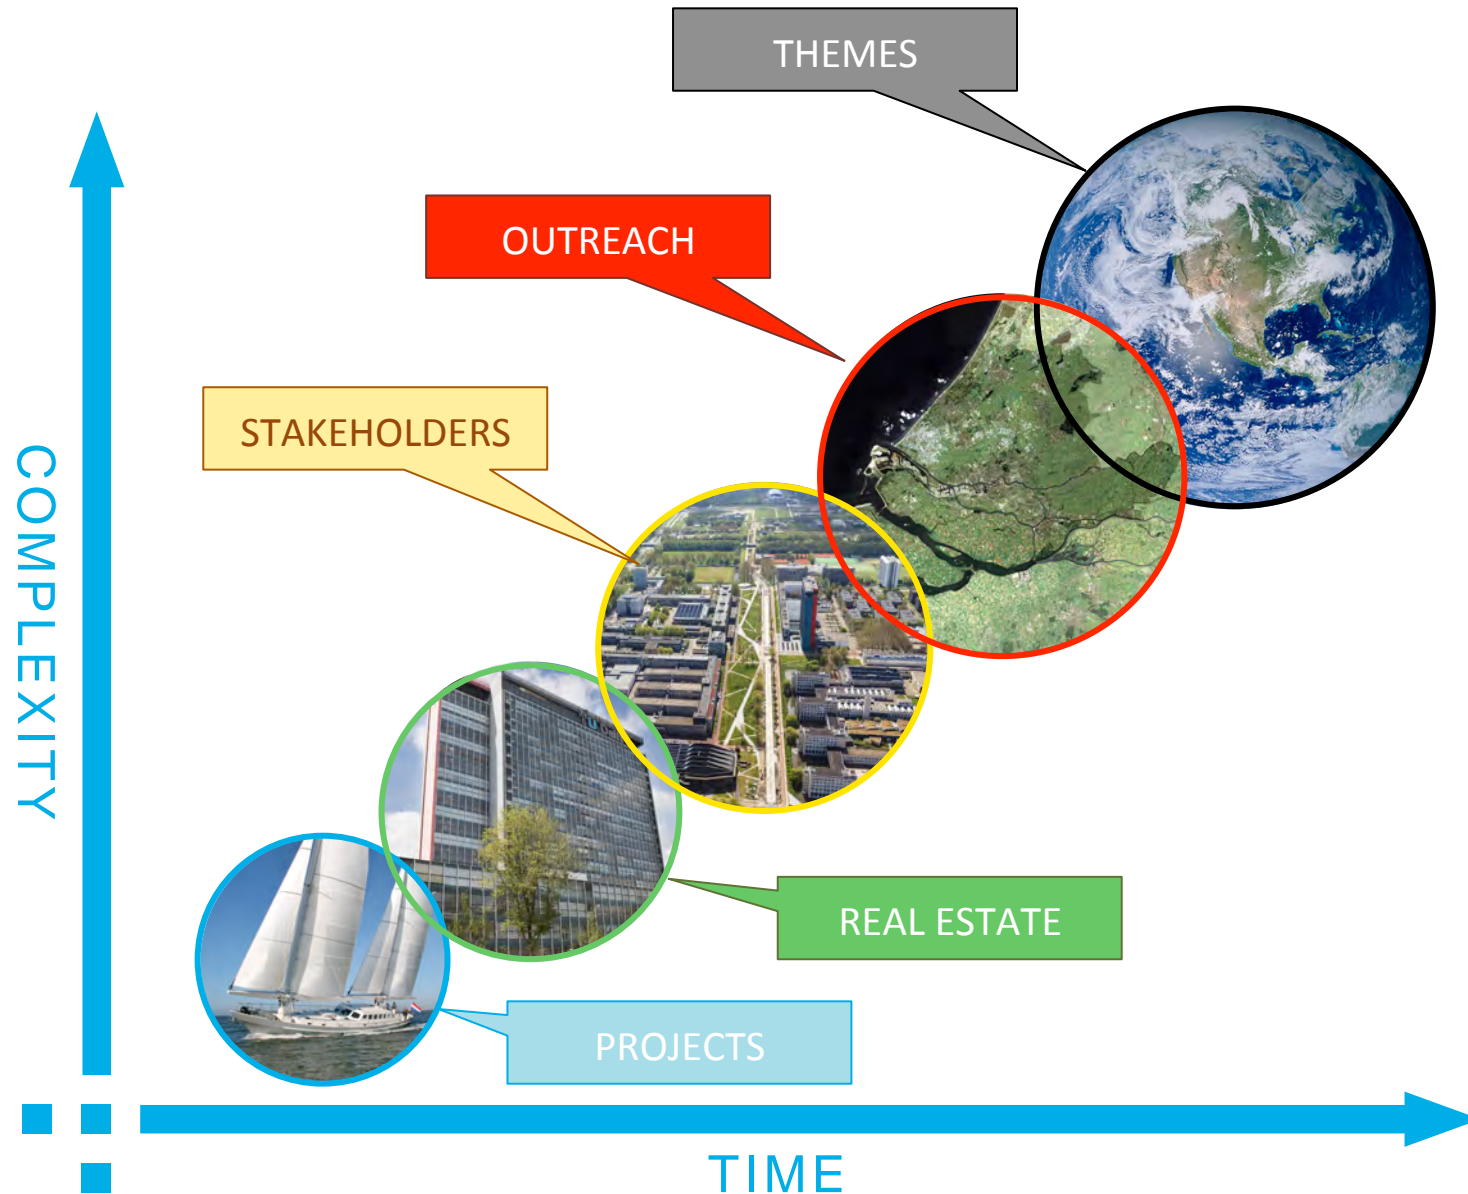 THEMES
OUTREACH
STAKEHOLDERS
COMPLEXITY
REAL ESTATE
PROJECTS
TIME